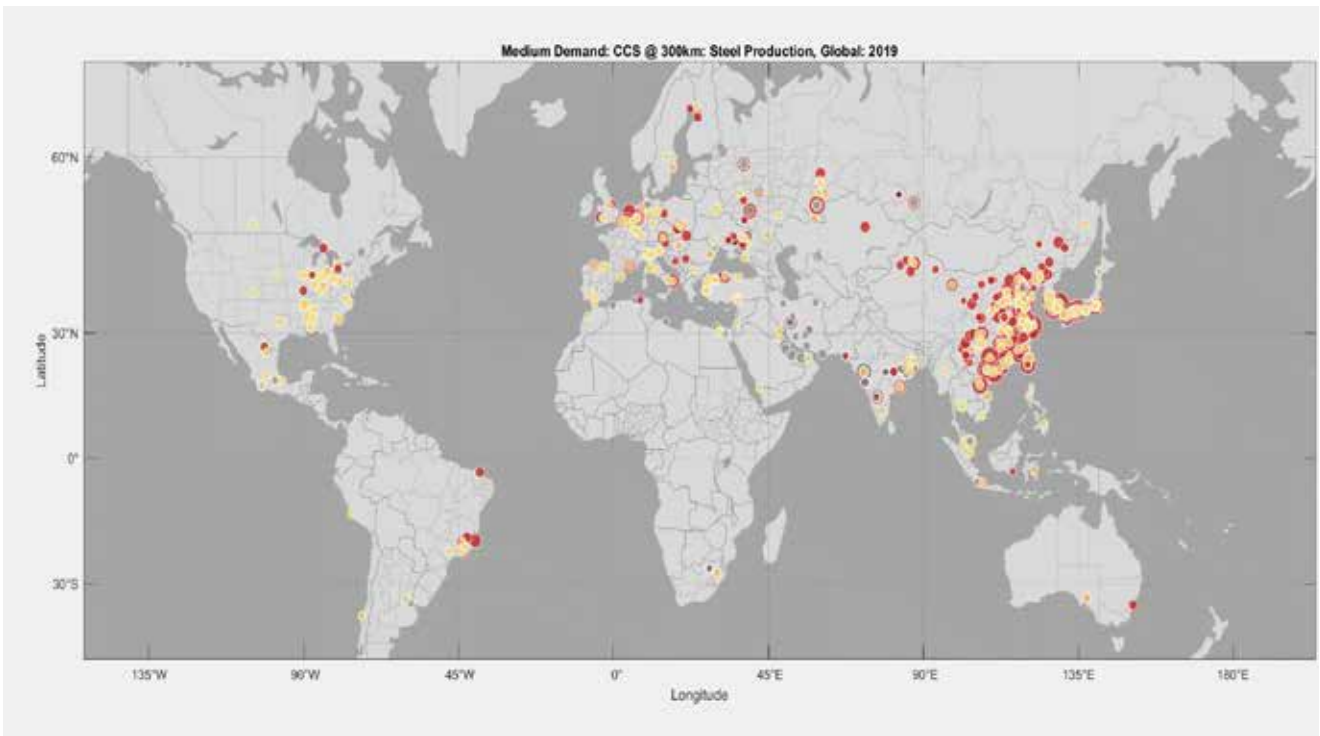 Medium Demand: CCS @ 300km: Steel Production, Global: 2019
60°N
30°N
Latitude
0°
30°S
135°W
90°W
45°W
0°
45°E
90°E
135°E
180°E
Longitude